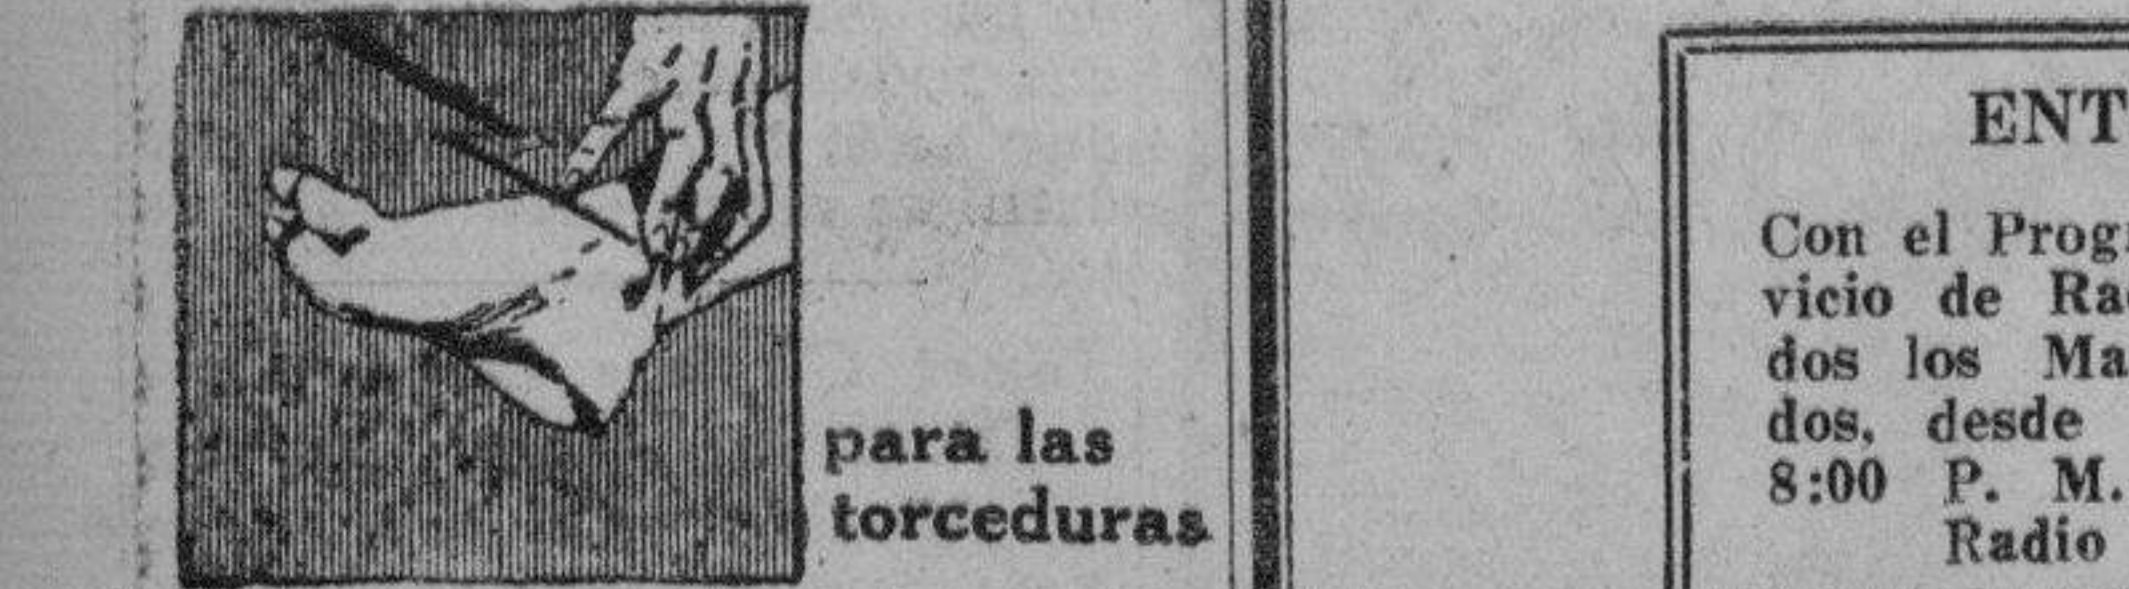 para las
torceduras
ENT
Con el Prog
vicio de Ra
dos los Ma
dos, desde
8:00 P. M.
Radio